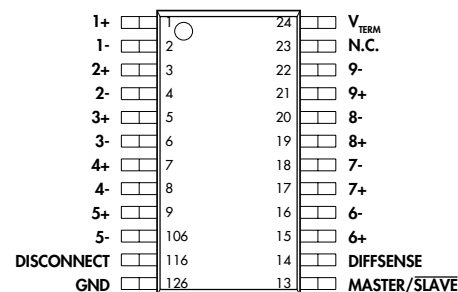 1+ 1 24 V TERM
1- 2 23 N.C.
2+ 3 22 9-
2- 4 21 9+
3+ 5 20 8-
3- 6 19 8+
4+ 7 18 7-
4- 8 17 7+
5+ 9 16 6-
5- 106 15 6+
DISCONNECT 116 14 DIFFSENSE
GND 126 13 MASTER/SLAVE